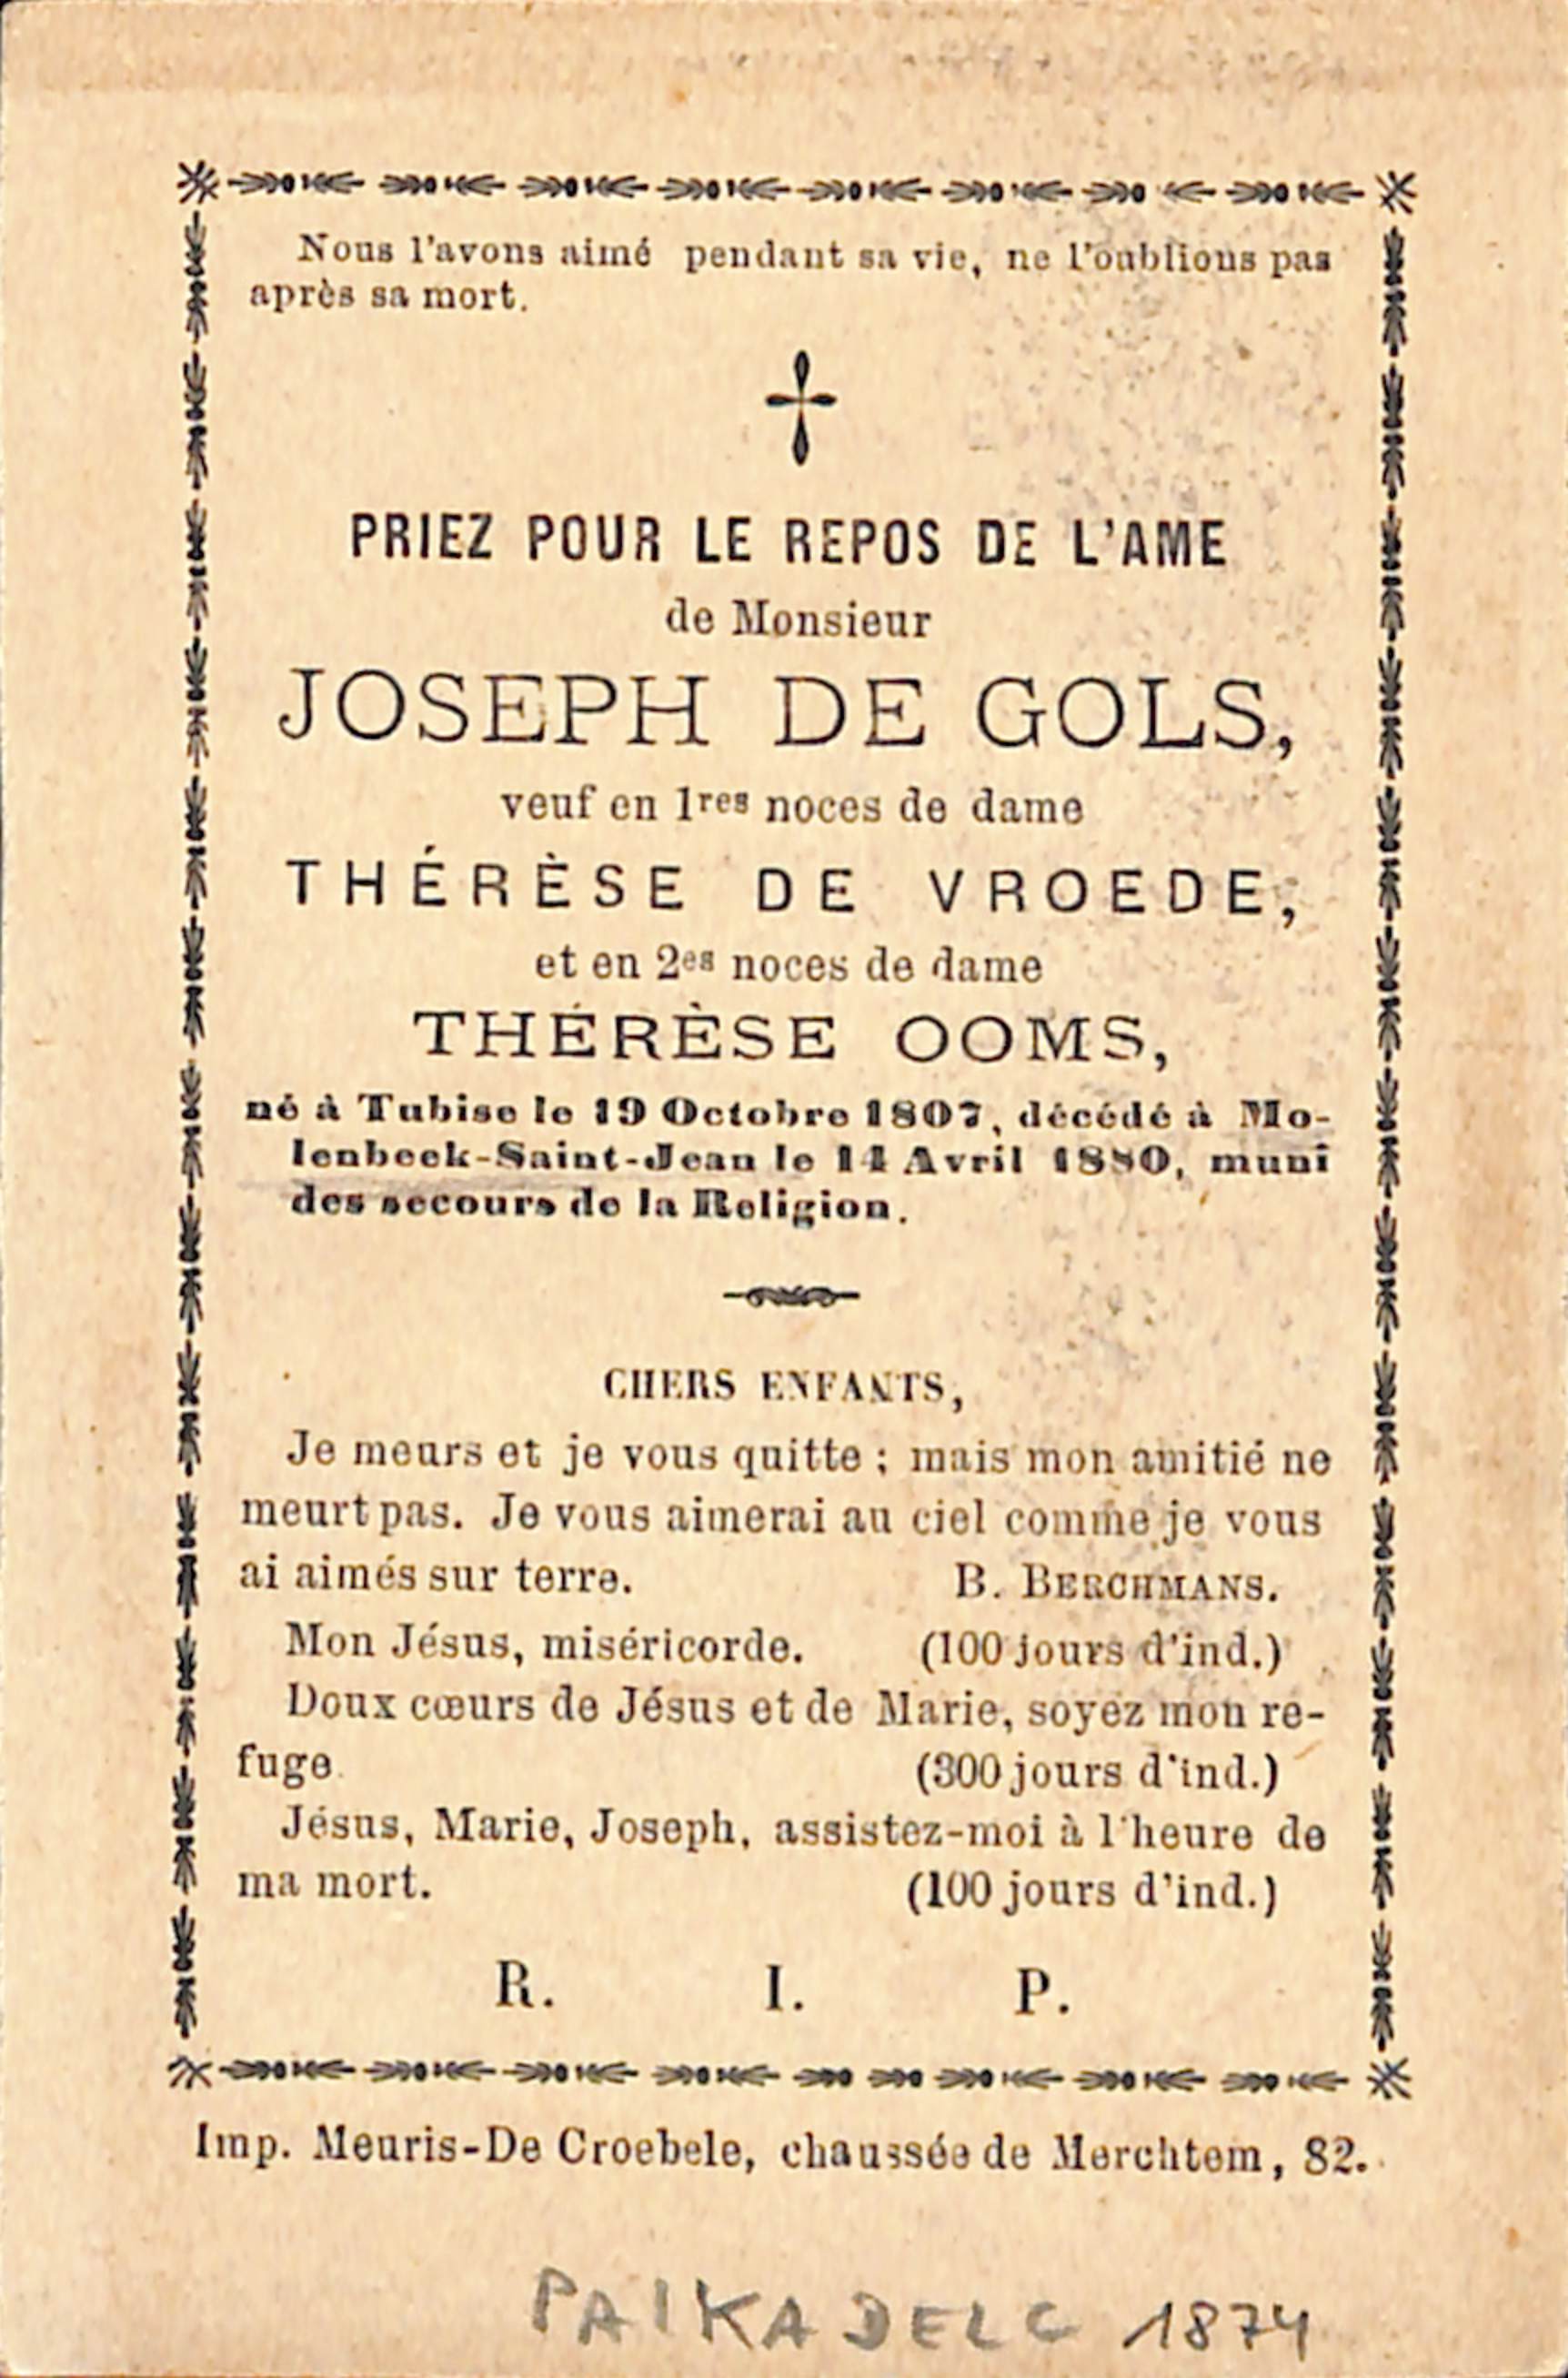 Nous l'avons aimé pendant sa vie, ne l'oublions pas
après sa mort.
PRIEZ POUR LE REPOS DE L'AME
de Monsieur
JOSEPH DE GOLS,
veuf en 1res noces de dame
THÉRÈSE DE VROEDE,
et en 2es noces de dame
THÉRÈSE OOMS,
né à Tubise le 19 Octobre 1807, décédé à Mo-
lenbeek-Saint-Jean le 14 Avril 1880, muni
des secours de la Religion.
CHERS ENFANTS,
Je meurs et je vous quitte ; mais mon amitié ne
meurt pas. Je vous aimerai au ciel comme je vous
ai aimés sur terre. B. BERCHMANS.
Mon Jésus, miséricorde. (100 jours d'ind.)
Doux cœurs de Jésus et de Marie, soyez mon re-
fuge. (300 jours d'ind.)
Jésus, Marie, Joseph, assistez-moi à l'heure de
ma mort. (100 jours d'ind.)
R. I. P.
Imp. Meuris-De Croebele, chaussée de Merchtem, 82.
PAIKA DELC 1874